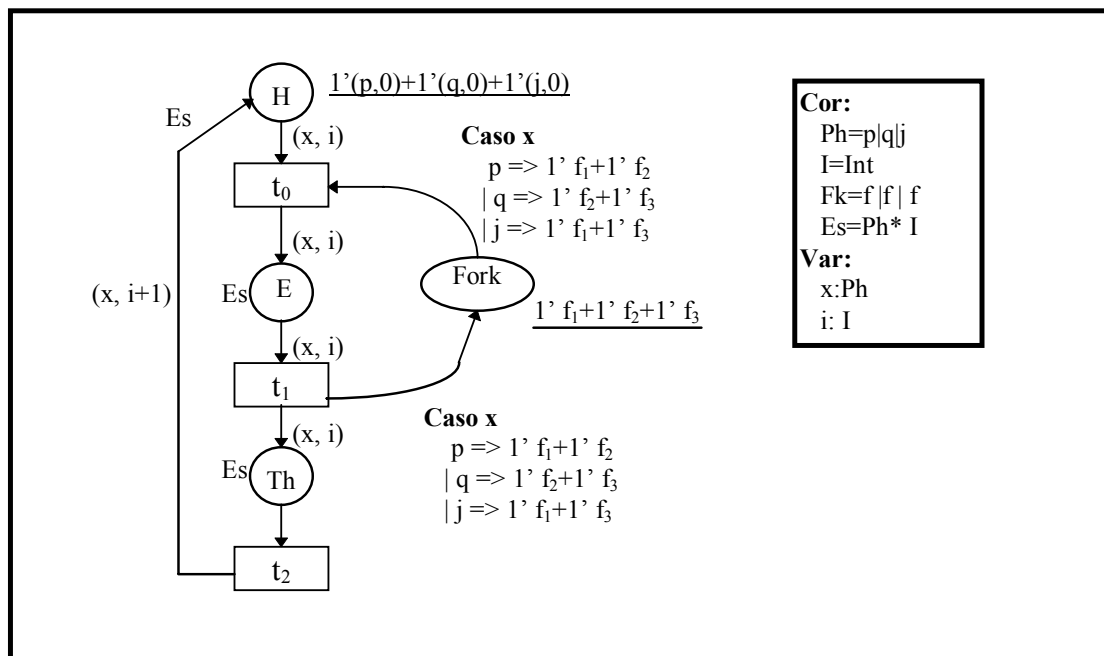 H
1’(p,0)+1’(q,0)+1’(j,0)
Es
(x, i)
t₀
(x, i)
Es
E
(x, i+1)
(x, i)
t₁
(x, i)
Es
Th
t₂
Caso x
p => 1’ f₁+1’ f₂
| q => 1’ f₂+1’ f₃
| j => 1’ f₁+1’ f₃
Fork
1’ f₁+1’ f₂+1’ f₃
Caso x
p => 1’ f₁+1’ f₂
| q => 1’ f₂+1’ f₃
| j => 1’ f₁+1’ f₃
Cor:
Ph=p|q|j
I=Int
Fk=f |f | f
Es=Ph* I
Var:
x:Ph
i: I